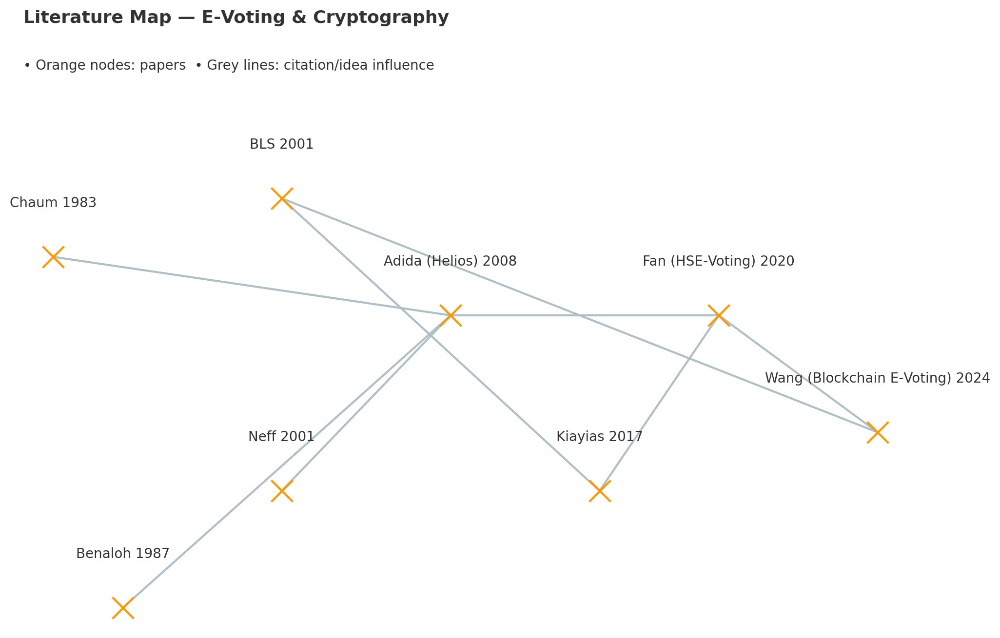 Literature Map — E-Voting & Cryptography
• Orange nodes: papers  • Grey lines: citation/idea influence
BLS 2001
Chaum 1983
Adida (Helios) 2008
Fan (HSE-Voting) 2020
Wang (Blockchain E-Voting) 2024
Neff 2001
Kiayias 2017
Benaloh 1987